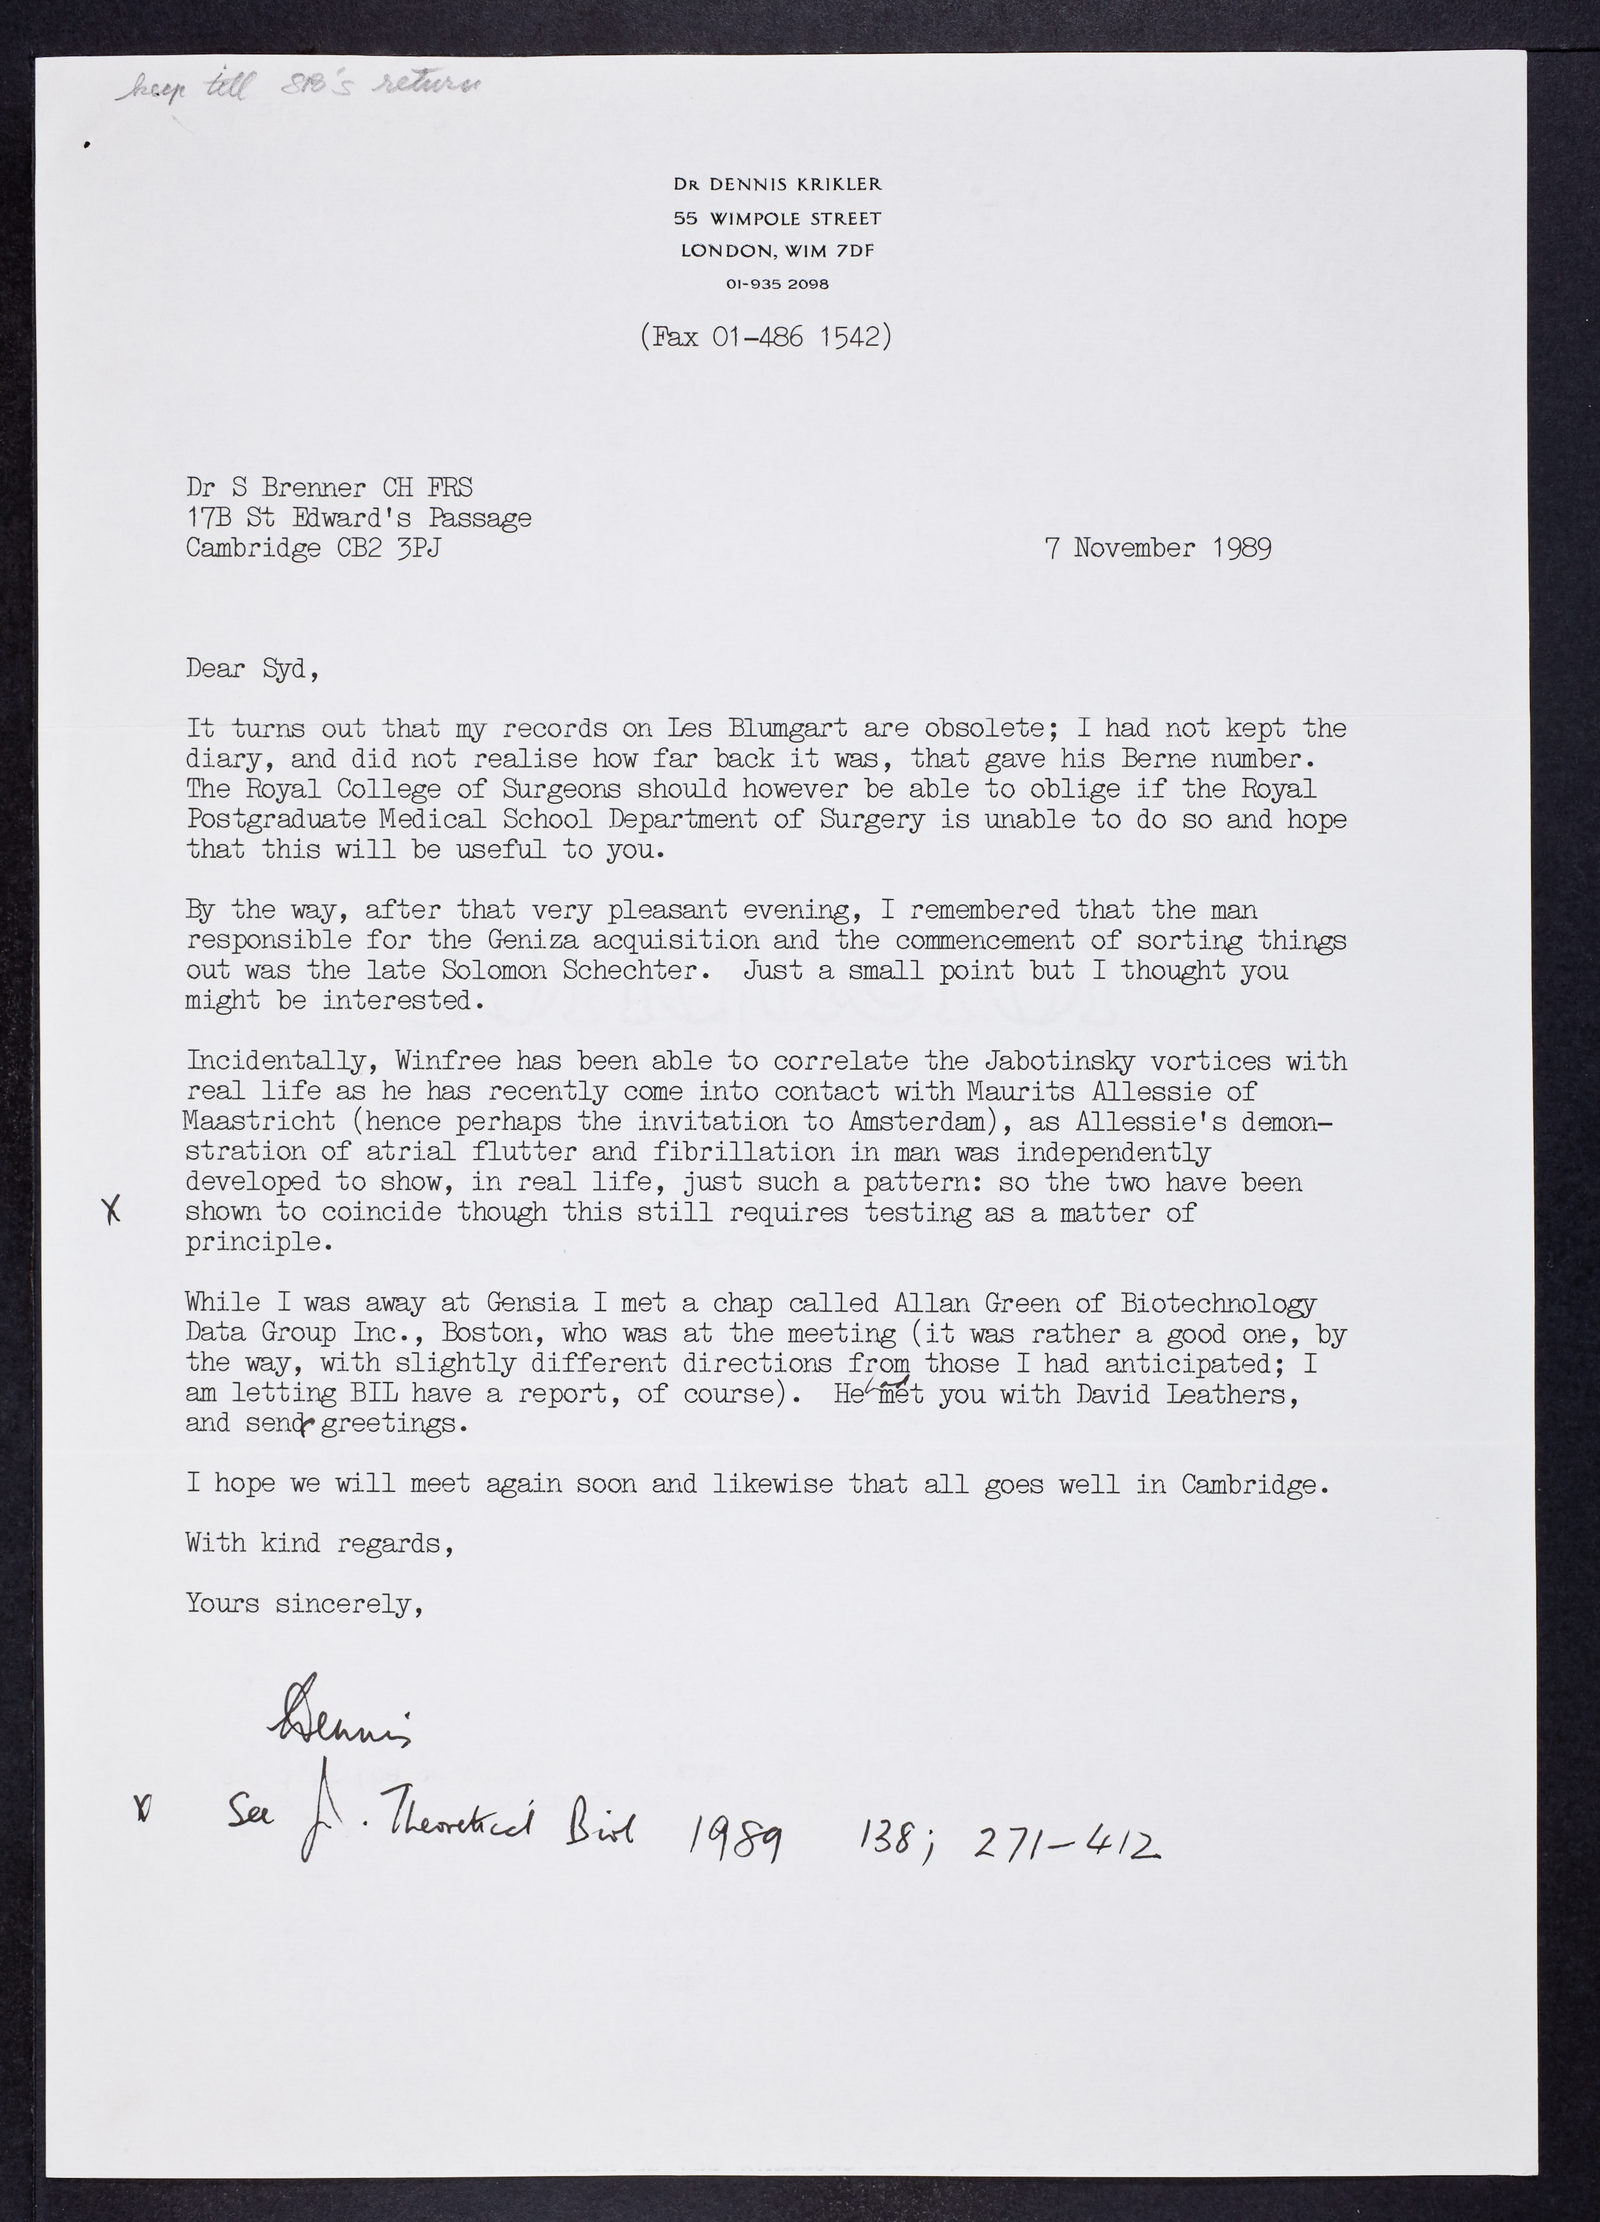 keep till SB's return
DR DENNIS KRIKLER
55 WIMPOLE STREET
LONDON, W1M 7DF
01-935 2098
(Fax 01-486 1542)
Dr S Brenner CH FRS
17B St Edward's Passage
Cambridge CB2 3PJ
7 November 1989
Dear Syd,
It turns out that my records on Les Blumgart are obsolete; I had not kept the
diary, and did not realise how far back it was, that gave his Berne number.
The Royal College of Surgeons should however be able to oblige if the Royal
Postgraduate Medical School Department of Surgery is unable to do so and hope
that this will be useful to you.
By the way, after that very pleasant evening, I remembered that the man
responsible for the Geniza acquisition and the commencement of sorting things
out was the late Solomon Schechter. Just a small point but I thought you
might be interested.
Incidentally, Winfree has been able to correlate the Jabotinsky vortices with
real life as he has recently come into contact with Maurits Allessie of
Maastricht (hence perhaps the invitation to Amsterdam), as Allessie's demon-
stration of atrial flutter and fibrillation in man was independently
developed to show, in real life, just such a pattern: so the two have been
X shown to coincide though this still requires testing as a matter of
principle.
While I was away at Gensia I met a chap called Allan Green of Biotechnology
Data Group Inc., Boston, who was at the meeting (it was rather a good one, by
the way, with slightly different directions from those I had anticipated; I
am letting BIL have a report, of course). He had met you with David Leathers,
and sends greetings.
I hope we will meet again soon and likewise that all goes well in Cambridge.
With kind regards,
Yours sincerely,
Dennis
X See J. Theoretical Biol 1989 138; 271-412